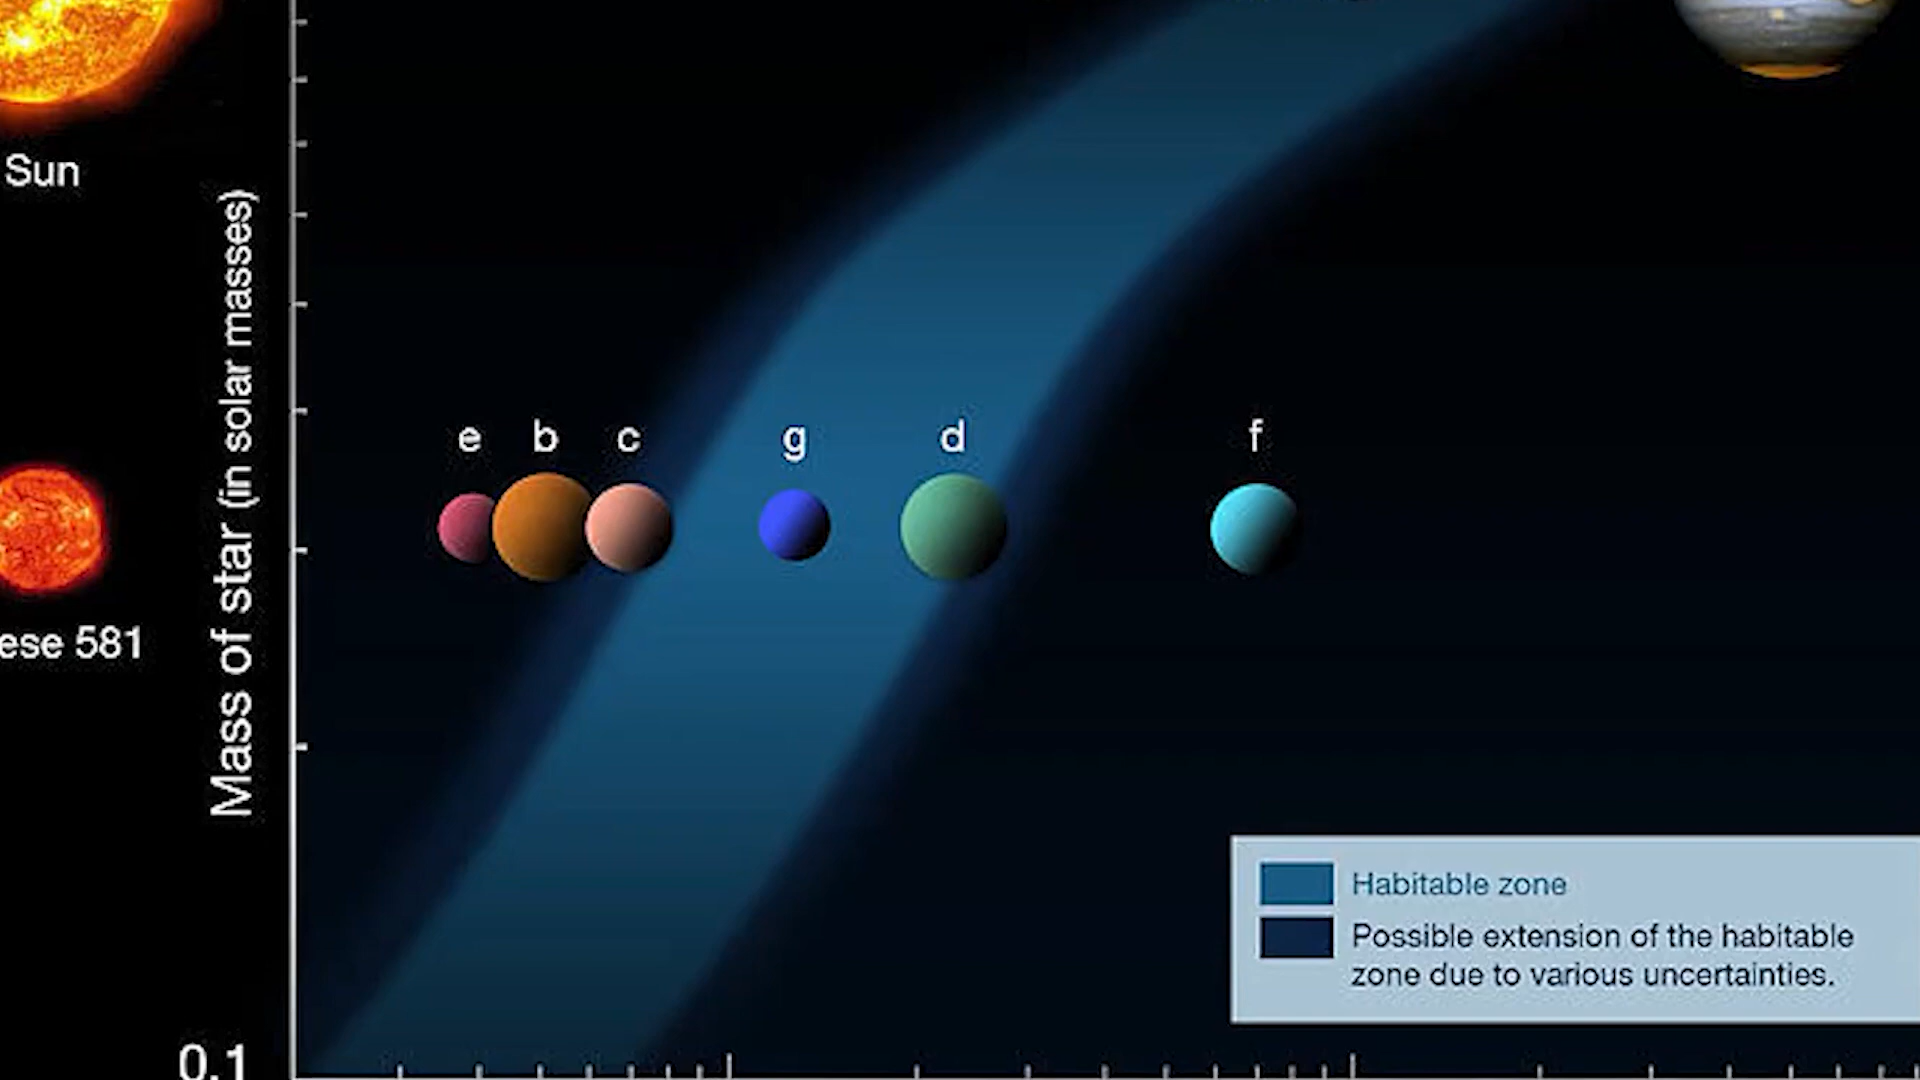 Sun
Mass of star (in solar masses)
e b c g d f
ese 581
Habitable zone
Possible extension of the habitable
zone due to various uncertainties.
0.1